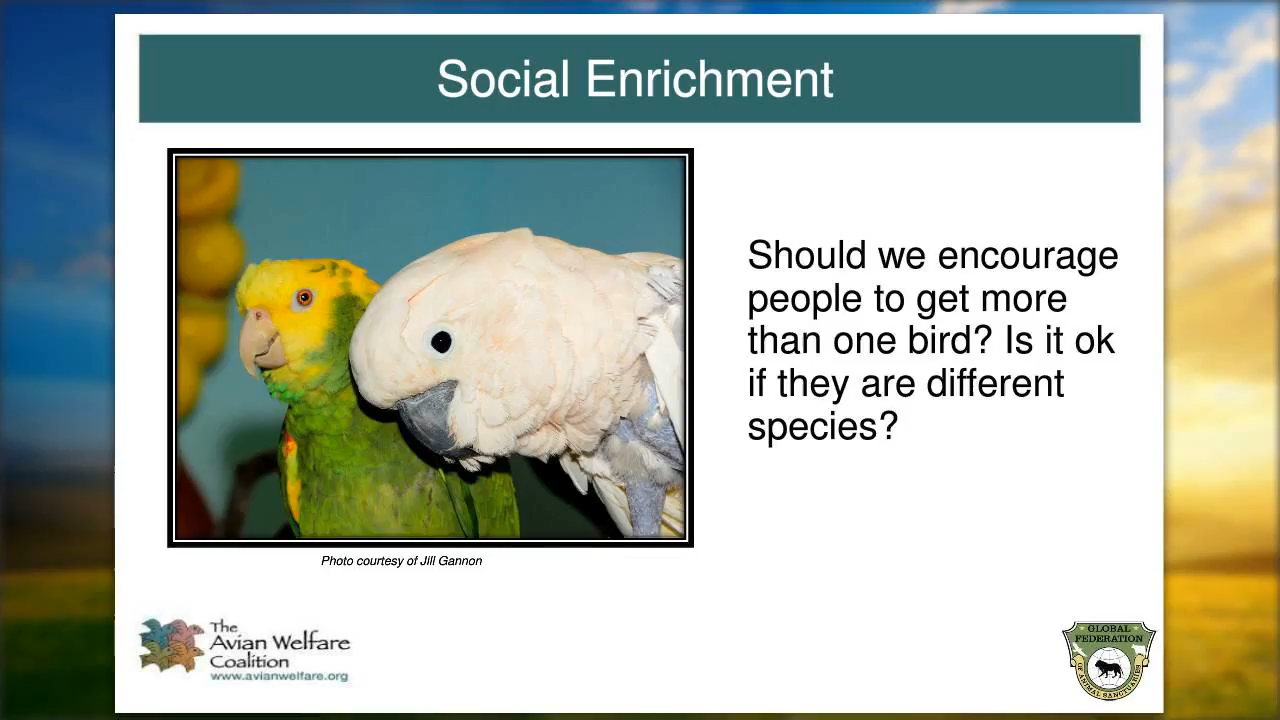 Social Enrichment
Should we encourage
people to get more
than one bird? Is it ok
if they are different
species?
Photo courtesy of Jill Gannon
The
Avian Welfare
Coalition
www.avianwelfare.org
GLOBAL
FEDERATION
OF ANIMAL SANCTUARIES